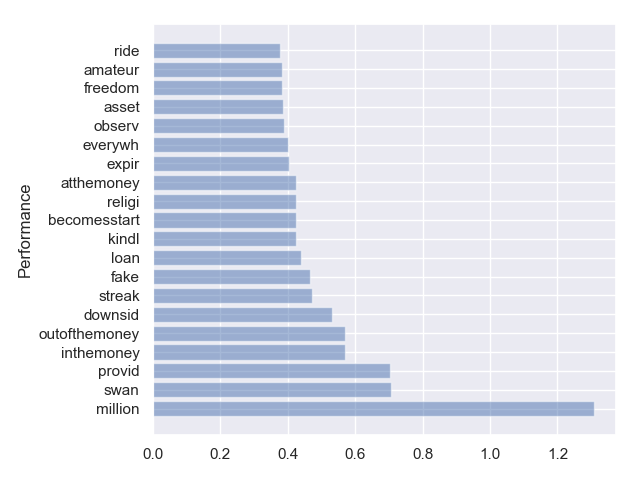 ride
amateur
freedom
asset
observ
everywh
expir
atthemoney
religi
becomesstart
kindl
loan
fake
streak
downsid
outofthemoney
inthemoney
provid
swan
million
Performance
0.0 0.2 0.4 0.6 0.8 1.0 1.2